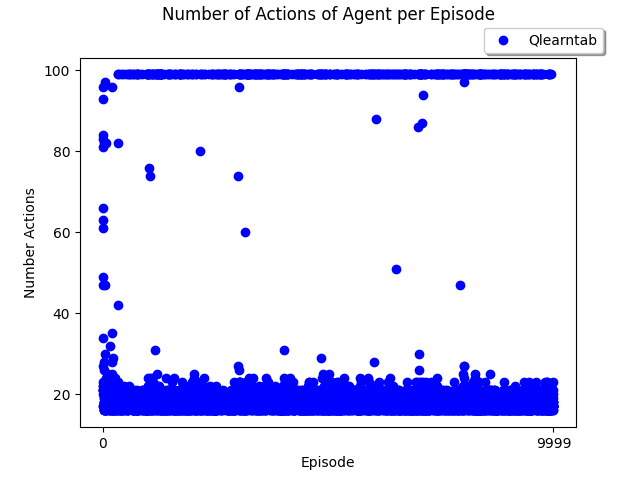 Number of Actions of Agent per Episode
Qlearntab
100
80
60
40
20
Number Actions
0
9999
Episode